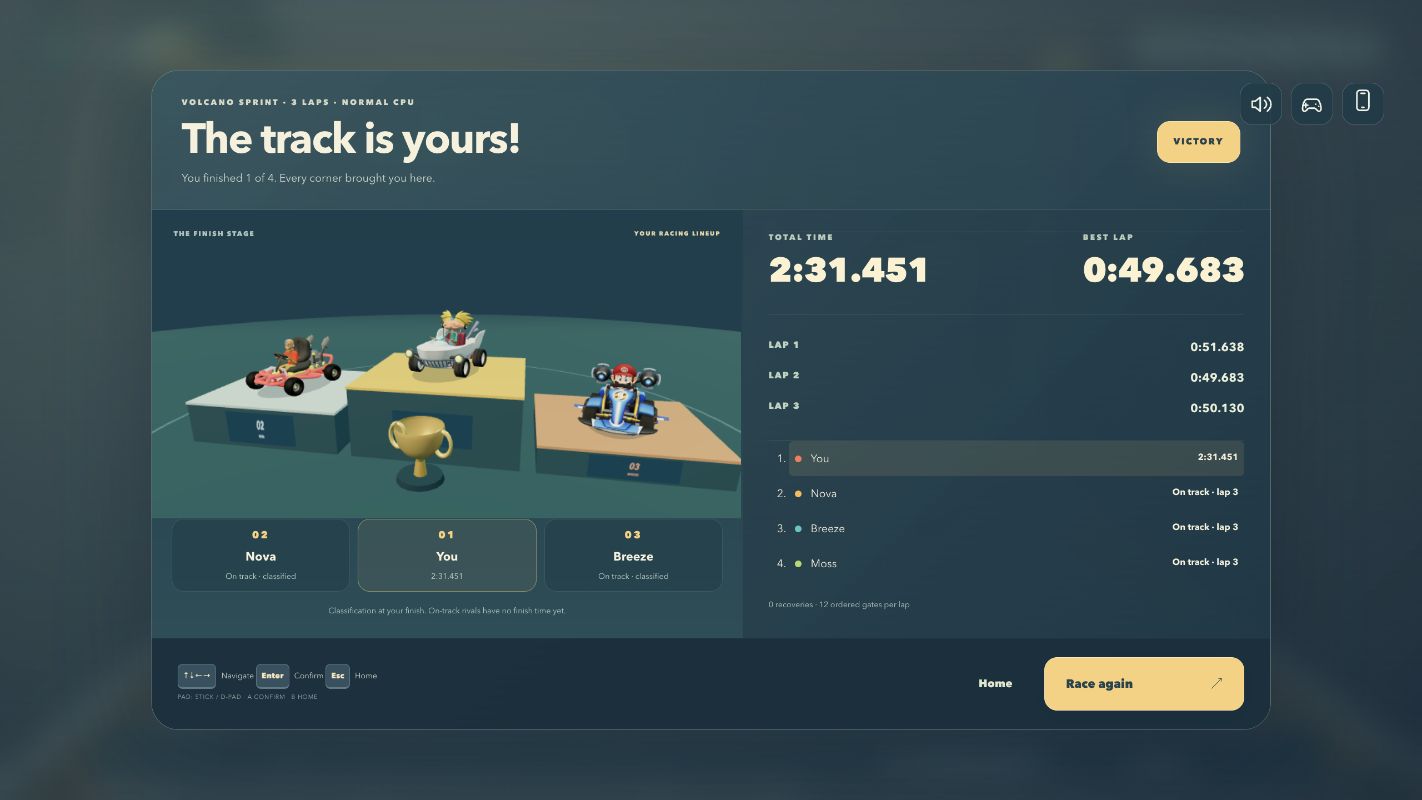 VOLCANO SPRINT · 3 LAPS · NORMAL CPU
The track is yours!
You finished 1 of 4. Every corner brought you here.
VICTORY
THE FINISH STAGE
YOUR RACING LINEUP
02
03
02
Nova
On track · classified
01
You
2:31.451
03
Breeze
On track · classified
Classification at your finish. On-track rivals have no finish time yet.
TOTAL TIME
2:31.451
BEST LAP
0:49.683
LAP 1 0:51.638
LAP 2 0:49.683
LAP 3 0:50.130
1. You 2:31.451
2. Nova On track · lap 3
3. Breeze On track · lap 3
4. Moss On track · lap 3
0 recoveries · 12 ordered gates per lap
↑↓←→ Navigate Enter Confirm Esc Home
PAD: STICK / D-PAD · A CONFIRM · B HOME
Home
Race again ↗